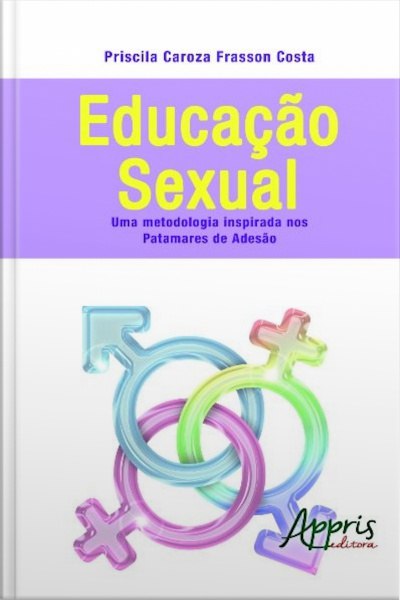 Priscila Caroza Frasson Costa
Educação
Sexual
Uma metodologia inspirada nos
Patamares de Adesão
Appris
editora